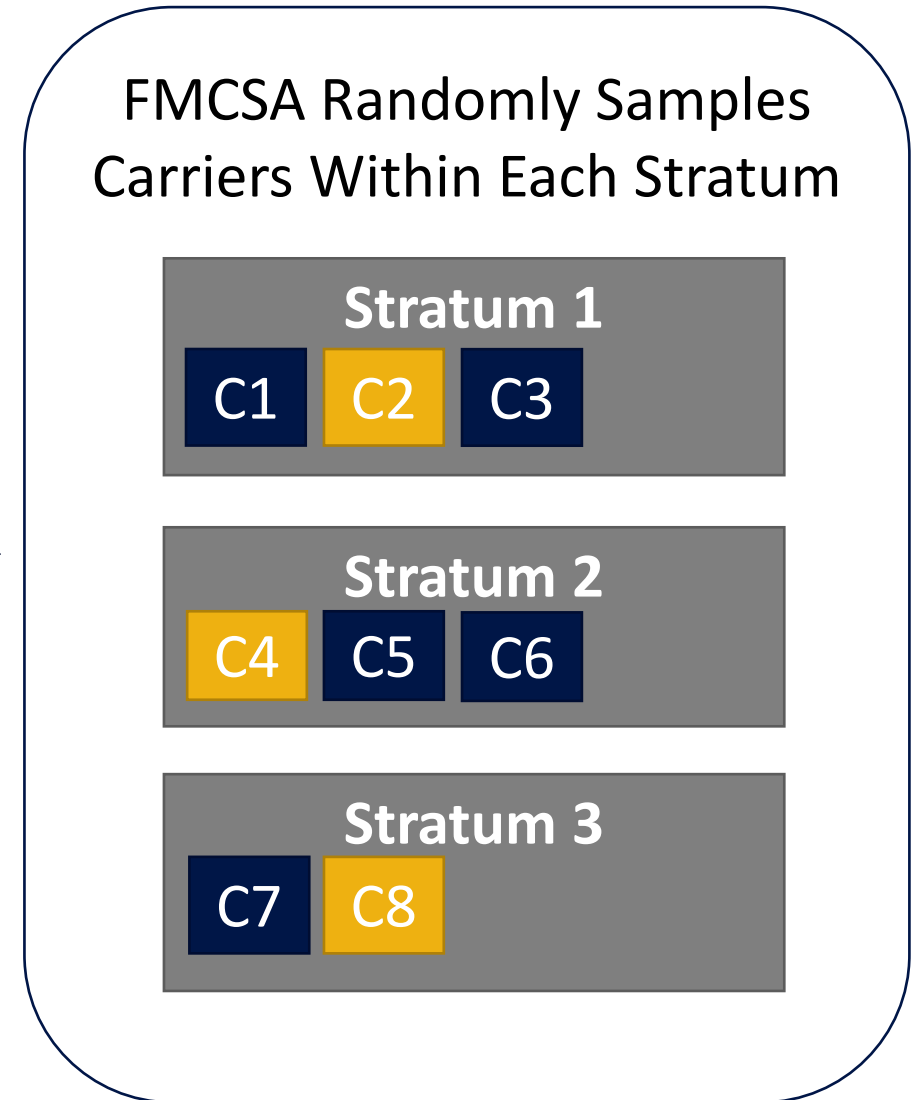 FMCSA Randomly Samples
Carriers Within Each Stratum
Stratum 1
C1 C2 C3
Stratum 2
C4 C5 C6
Stratum 3
C7 C8